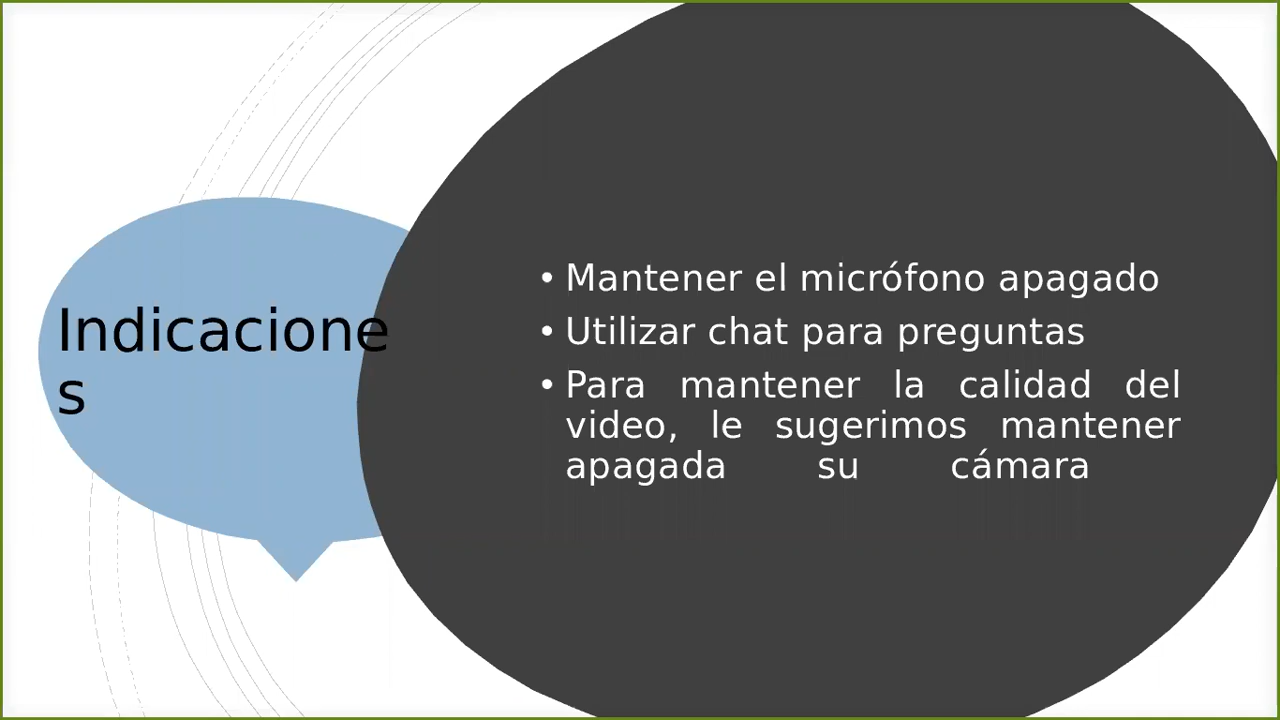 Indicacione
s
• Mantener el micrófono apagado
• Utilizar chat para preguntas
• Para mantener la calidad del
video, le sugerimos mantener
apagada su cámara